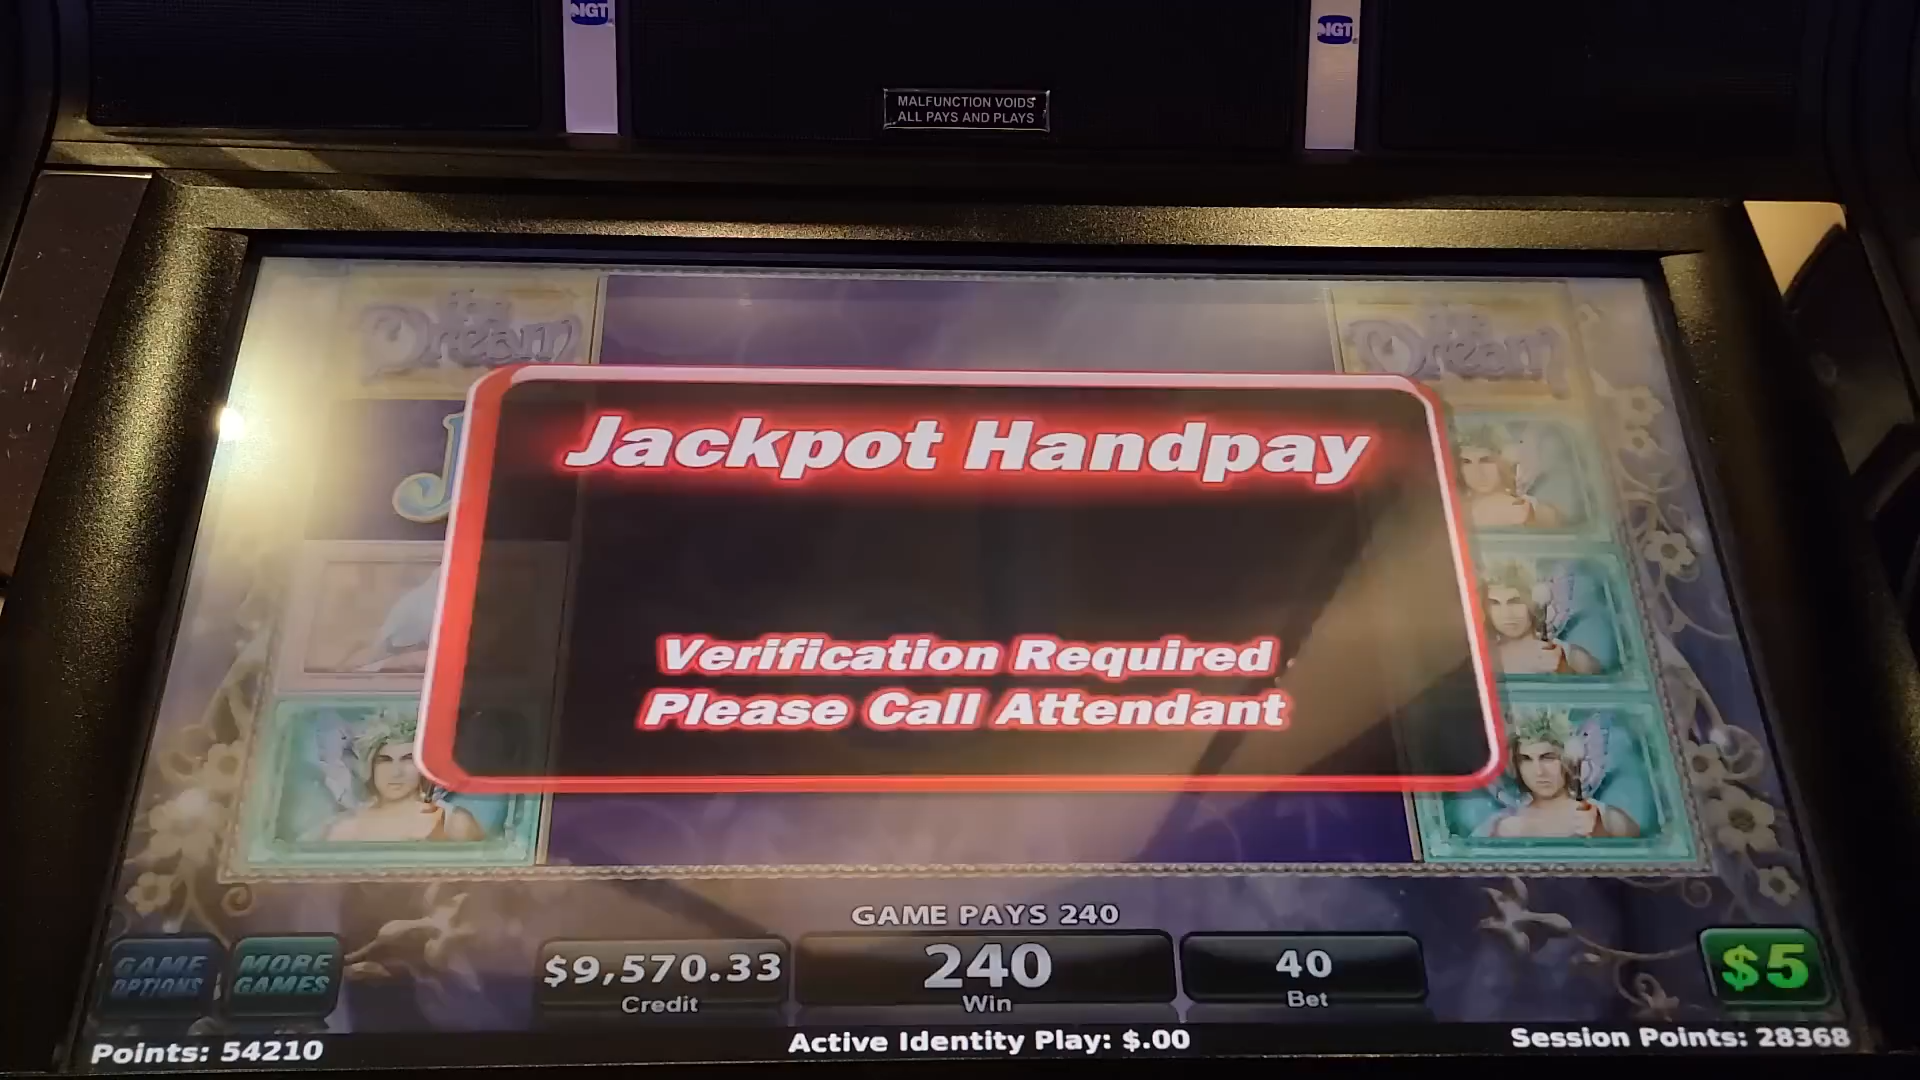 IGT
IGT
MALFUNCTION VOIDS
ALL PAYS AND PLAYS
Dream
Dream
J
Jackpot Handpay
Verification Required
Please Call Attendant
GAME PAYS 240
GAME OPTIONS
MORE GAMES
$9,570.33
Credit
240
Win
40
Bet
$5
Points: 54210
Active Identity Play: $.00
Session Points: 28368